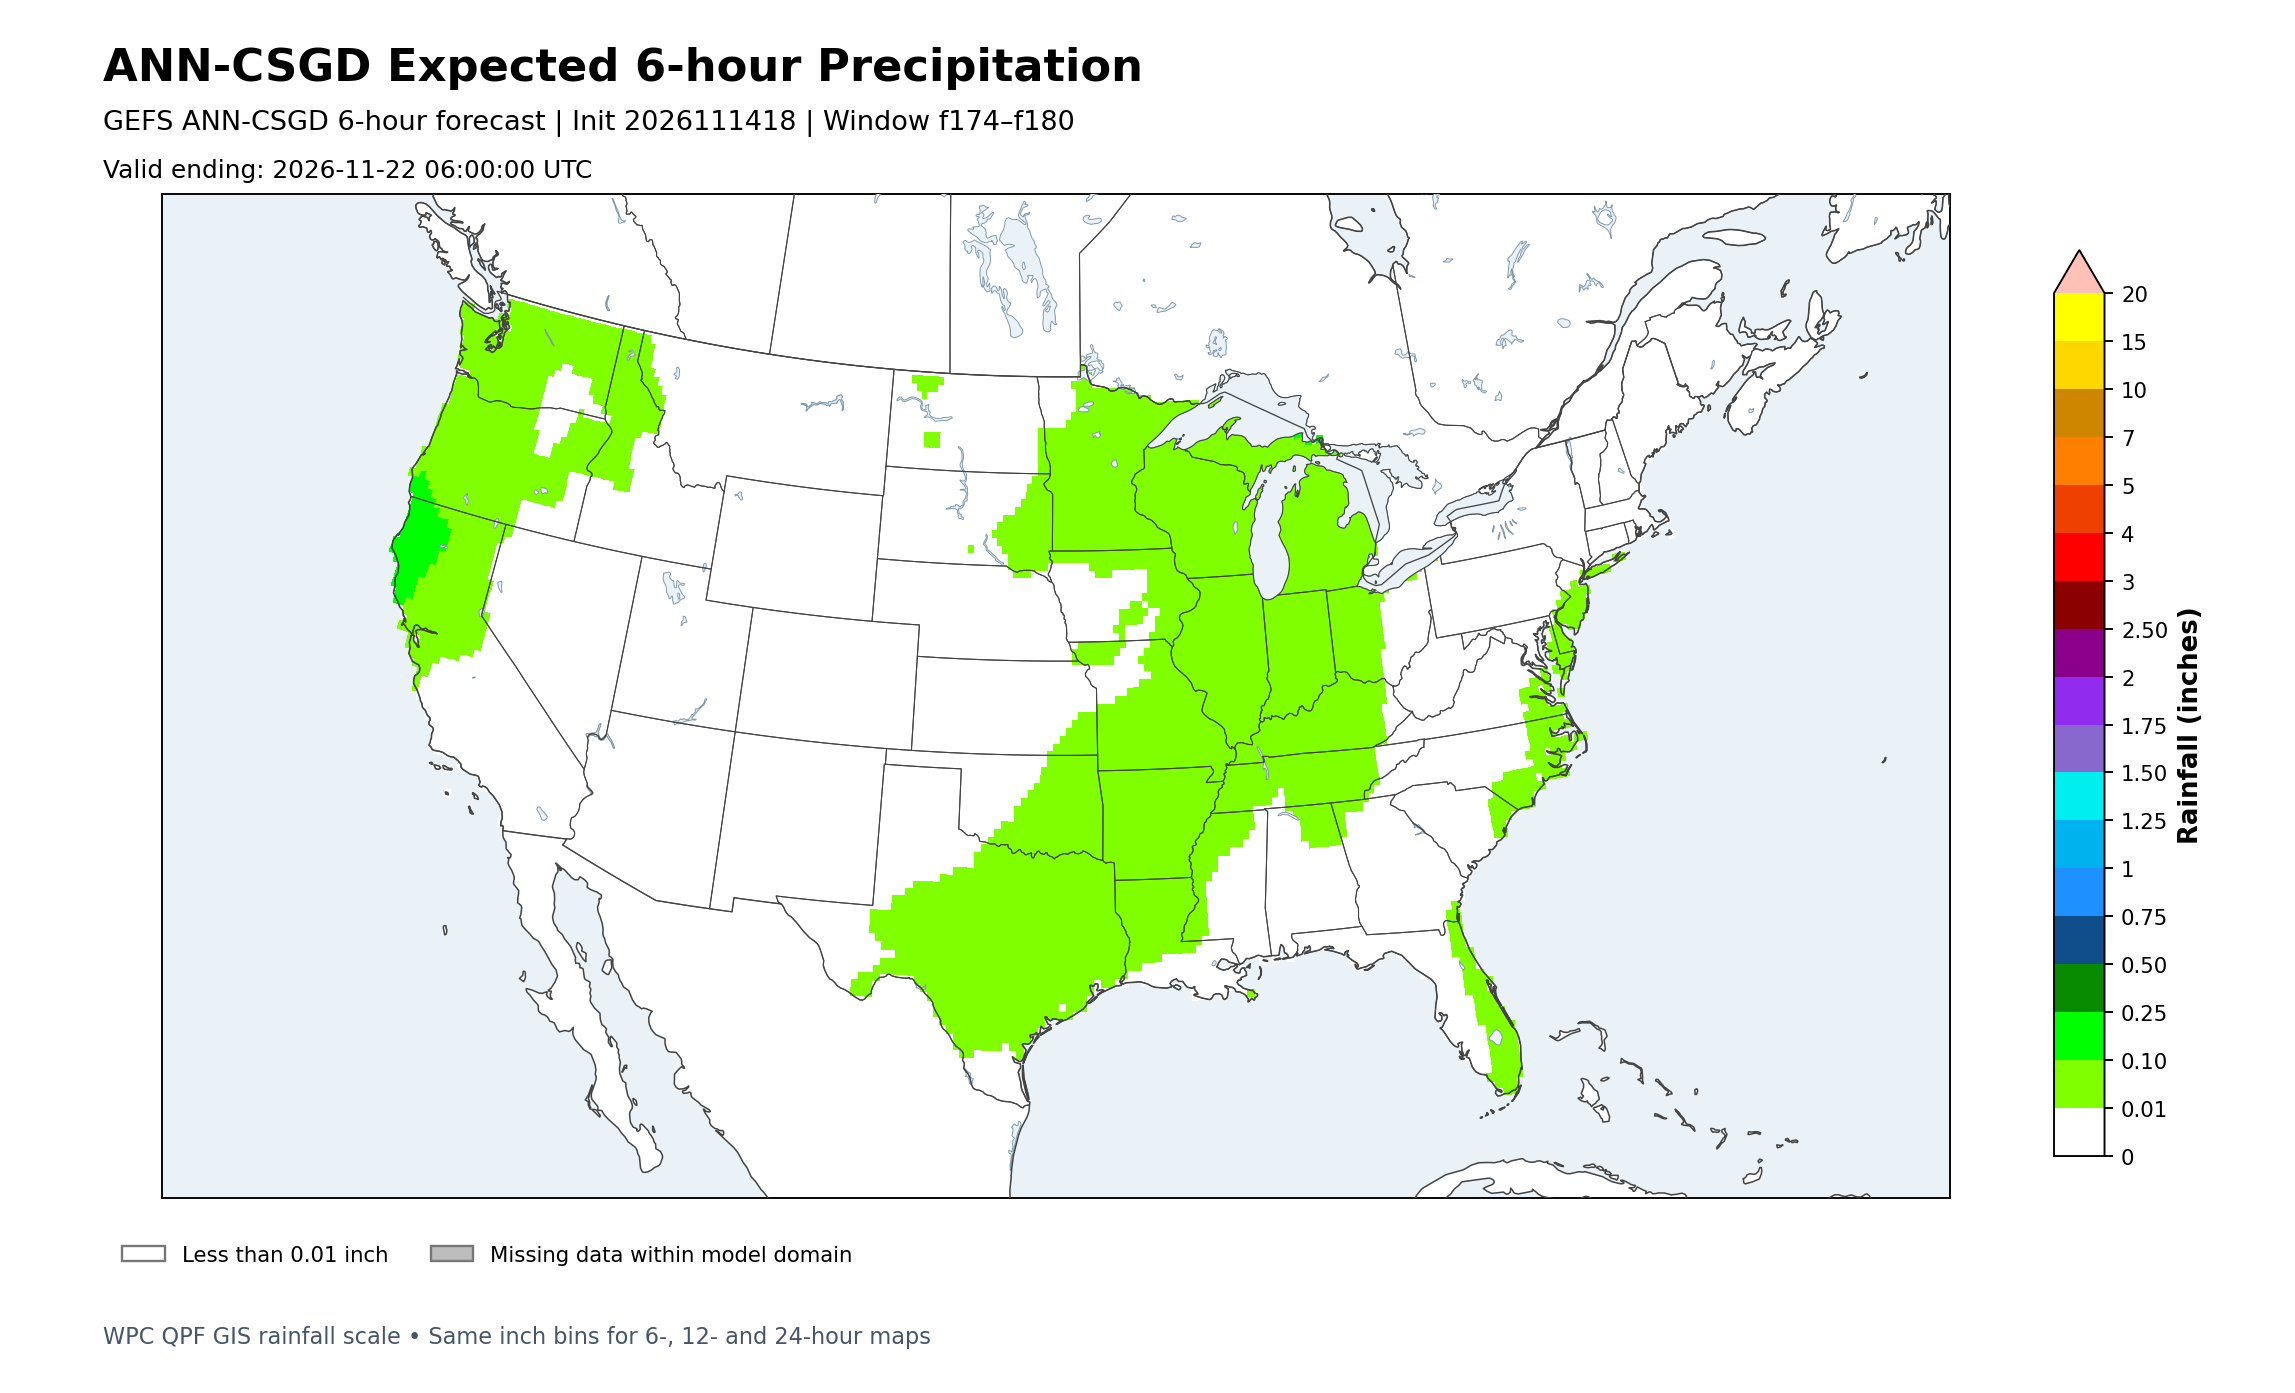 ANN-CSGD Expected 6-hour Precipitation
GEFS ANN-CSGD 6-hour forecast | Init 2026111418 | Window f174–f180
Valid ending: 2026-11-22 06:00:00 UTC
20
15
10
7
5
4
3
2.50
2
1.75
1.50
1.25
1
0.75
0.50
0.25
0.10
0.01
0
Rainfall (inches)
Less than 0.01 inch
Missing data within model domain
WPC QPF GIS rainfall scale • Same inch bins for 6-, 12- and 24-hour maps